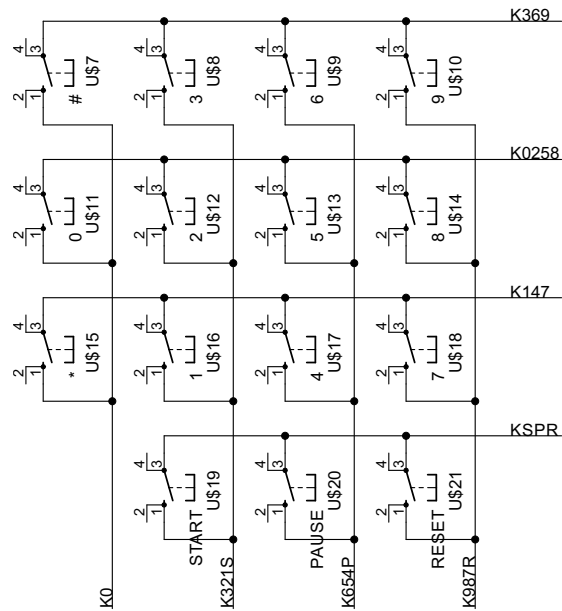 K369
4 3
2 1
#
U$7
4 3
2 1
3
U$8
4 3
2 1
6
U$9
4 3
2 1
9
U$10
K0258
4 3
2 1
0
U$11
4 3
2 1
2
U$12
4 3
2 1
5
U$13
4 3
2 1
8
U$14
K147
4 3
2 1
*
U$15
4 3
2 1
1
U$16
4 3
2 1
4
U$17
4 3
2 1
7
U$18
KSPR
4 3
2 1
START
U$19
4 3
2 1
PAUSE
U$20
4 3
2 1
RESET
U$21
K0
K321S
K654P
K987R